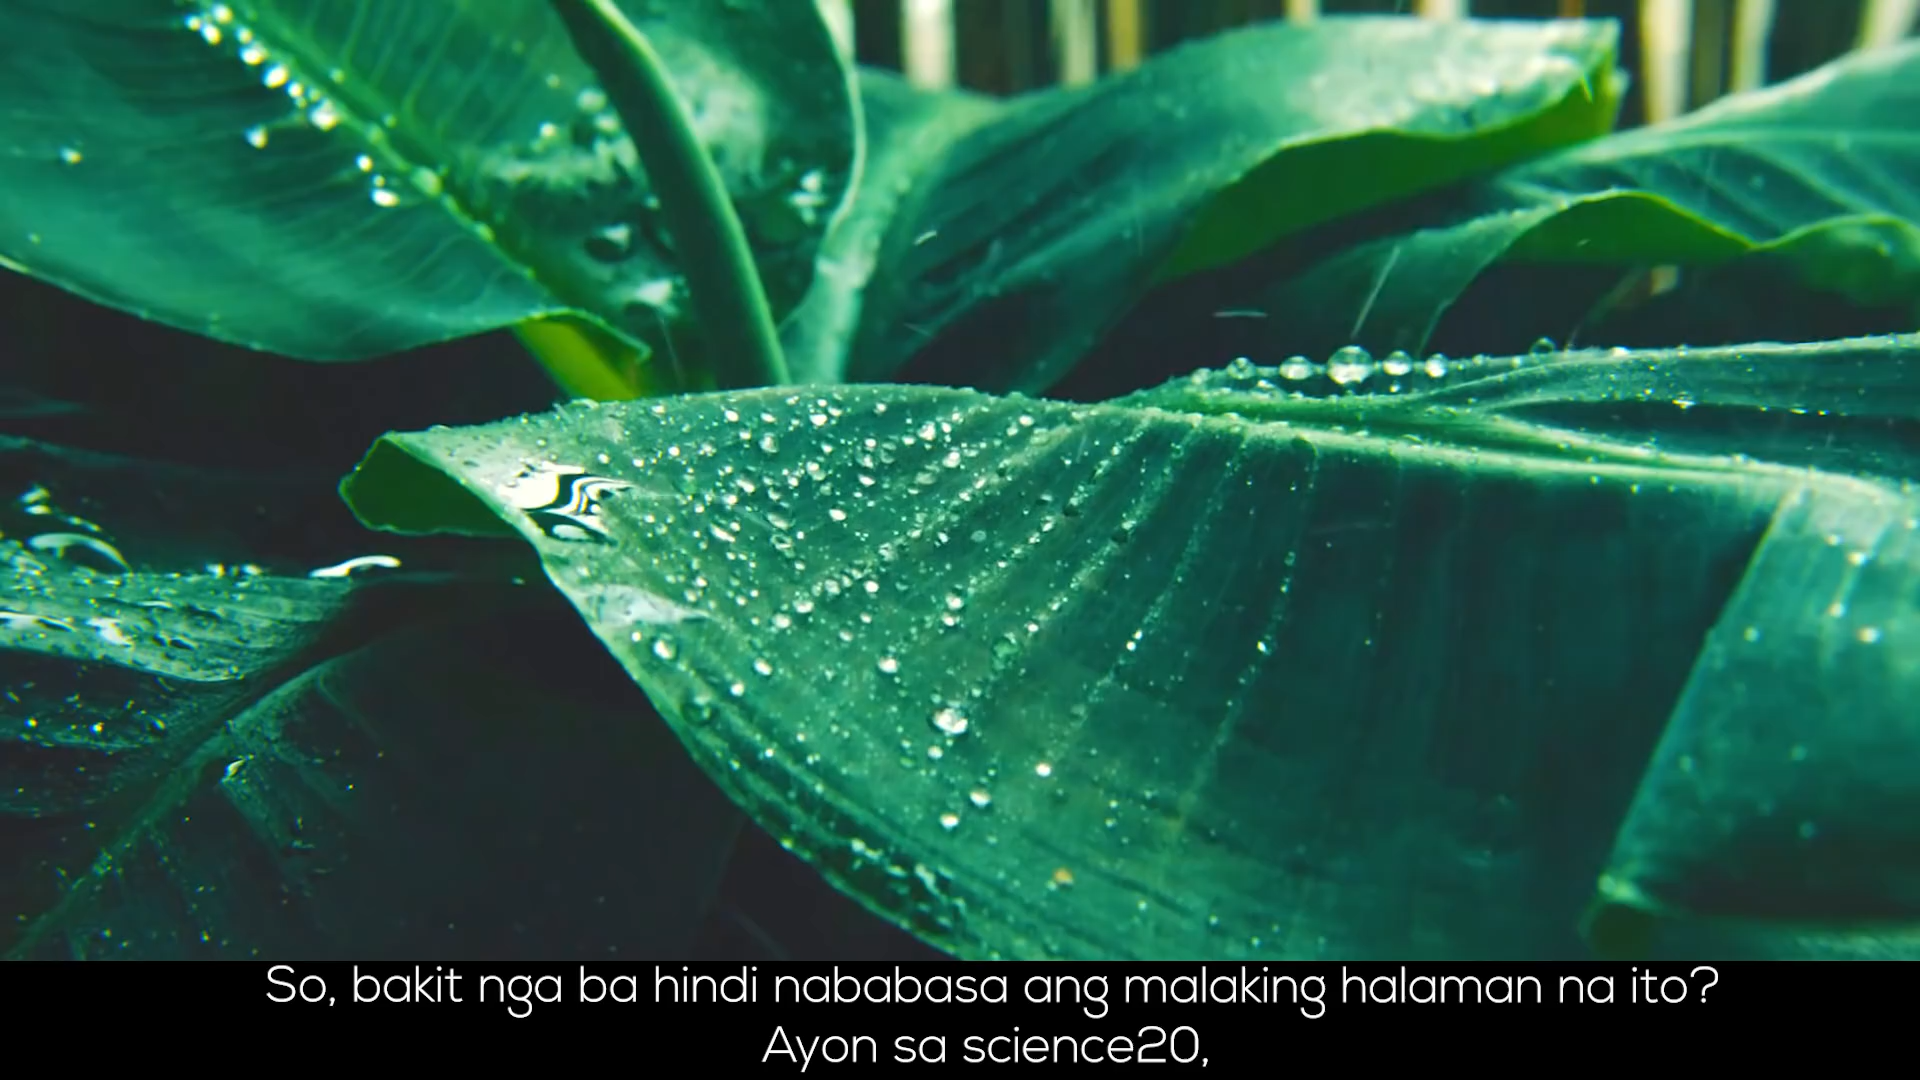 So, bakit nga ba hindi nababasa ang malaking halaman na ito?
Ayon sa science20,